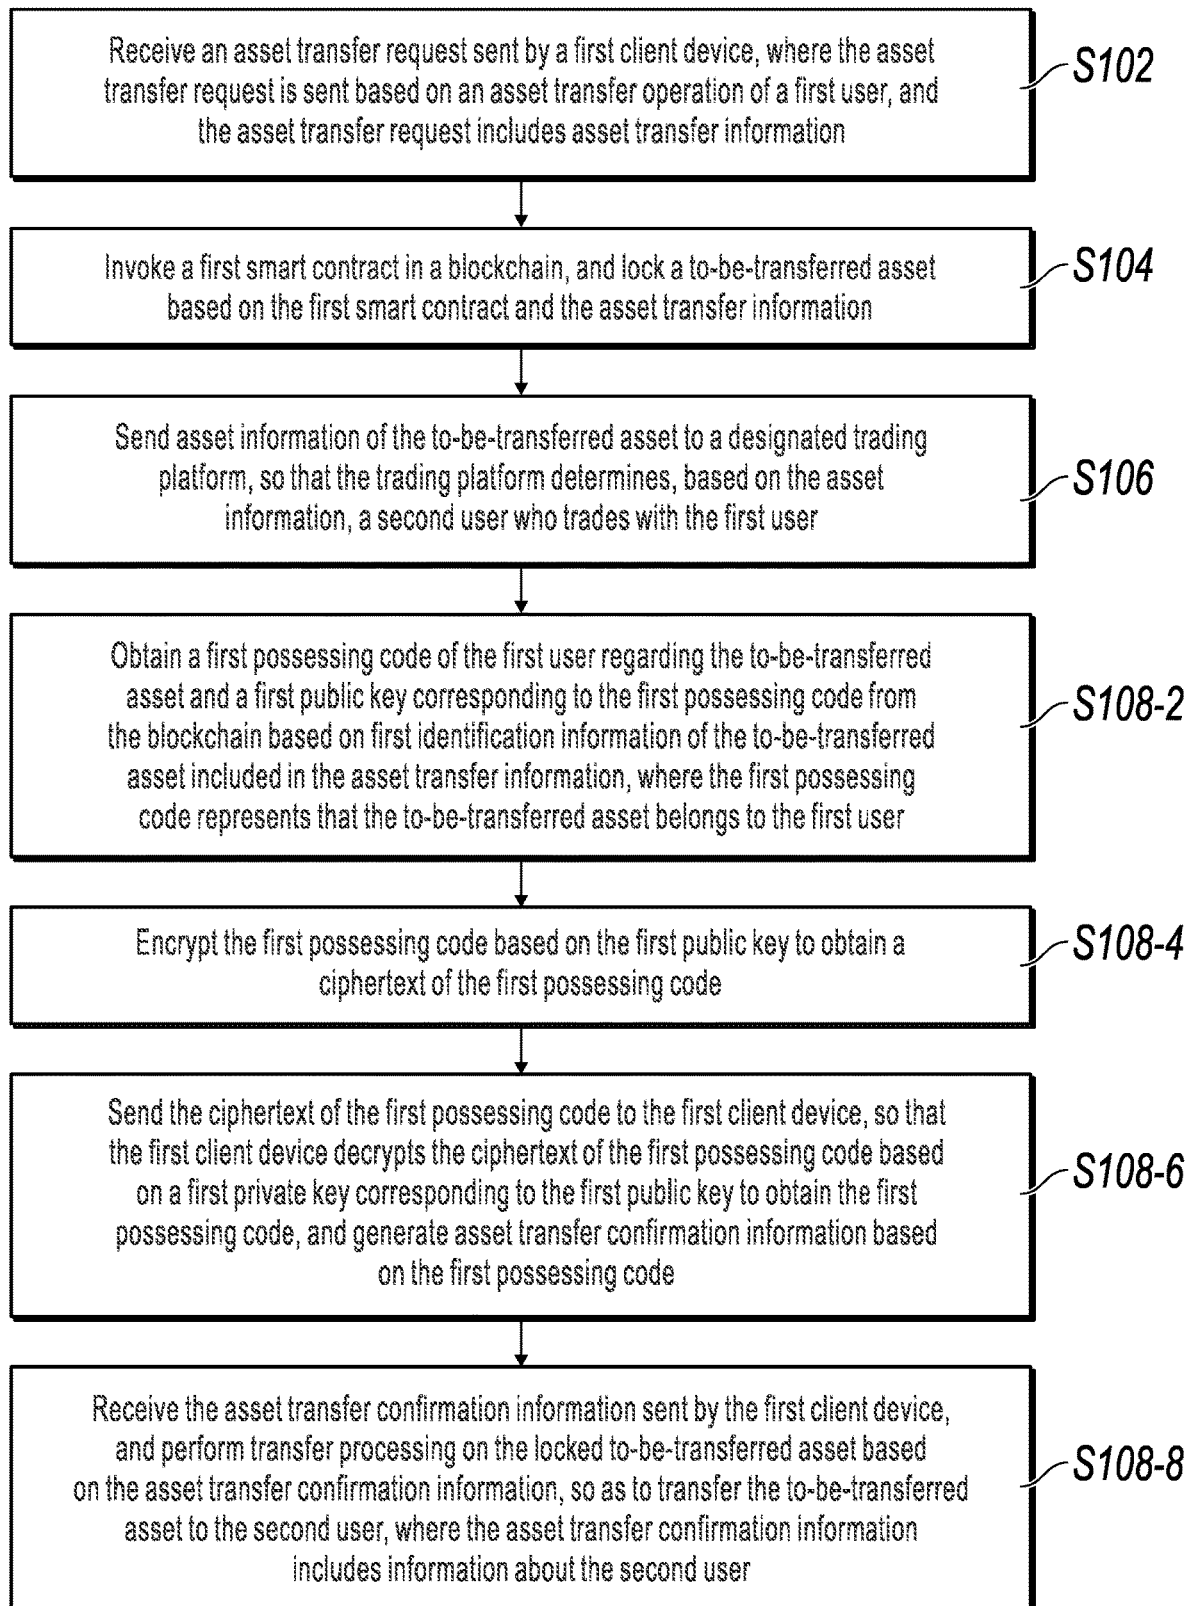 Receive an asset transfer request sent by a first client device, where the asset
transfer request is sent based on an asset transfer operation of a first user, and
the asset transfer request includes asset transfer information
S102
Invoke a first smart contract in a blockchain, and lock a to-be-transferred asset
based on the first smart contract and the asset transfer information
S104
Send asset information of the to-be-transferred asset to a designated trading
platform, so that the trading platform determines, based on the asset
information, a second user who trades with the first user
S106
Obtain a first possessing code of the first user regarding the to-be-transferred
asset and a first public key corresponding to the first possessing code from
the blockchain based on first identification information of the to-be-transferred
asset included in the asset transfer information, where the first possessing
code represents that the to-be-transferred asset belongs to the first user
S108-2
Encrypt the first possessing code based on the first public key to obtain a
ciphertext of the first possessing code
S108-4
Send the ciphertext of the first possessing code to the first client device, so that
the first client device decrypts the ciphertext of the first possessing code based
on a first private key corresponding to the first public key to obtain the first
possessing code, and generate asset transfer confirmation information based
on the first possessing code
S108-6
Receive the asset transfer confirmation information sent by the first client device,
and perform transfer processing on the locked to-be-transferred asset based
on the asset transfer confirmation information, so as to transfer the to-be-transferred
asset to the second user, where the asset transfer confirmation information
includes information about the second user
S108-8